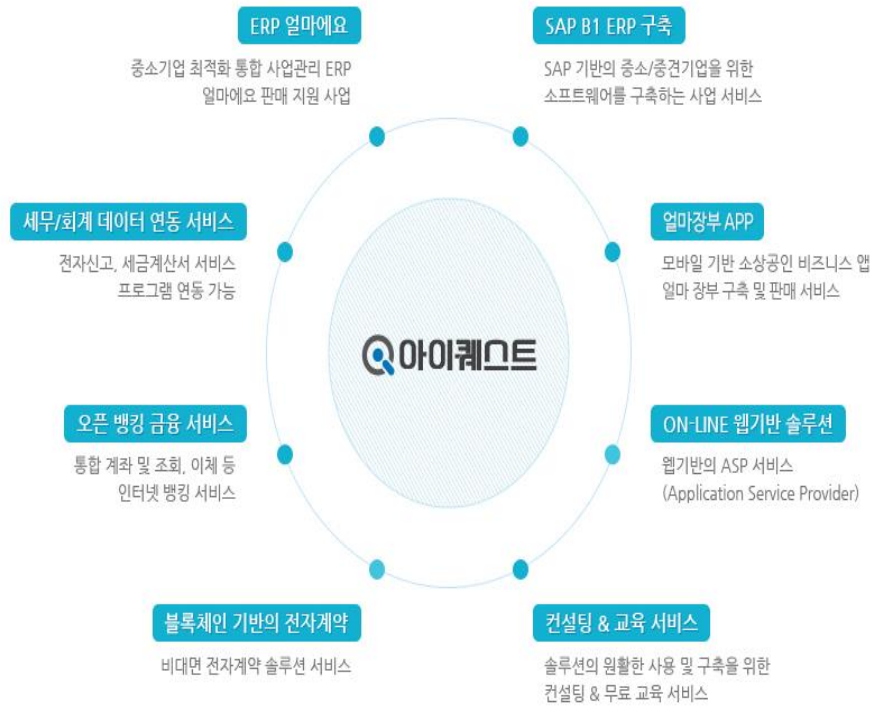 ERP 얼마에요
중소기업 최적화 통합 사업관리 ERP
얼마에요 판매 지원 사업
SAP B1 ERP 구축
SAP 기반의 중소/중견기업을 위한
소프트웨어를 구축하는 사업 서비스
세무/회계 데이터 연동 서비스
전자신고, 세금계산서 서비스
프로그램 연동 가능
얼마장부 APP
모바일 기반 소상공인 비즈니스 앱
얼마 장부 구축 및 판매 서비스
아이퀘스트
오픈 뱅킹 금융 서비스
통합 계좌 및 조회, 이체 등
인터넷 뱅킹 서비스
ON-LINE 웹기반 솔루션
웹기반의 ASP 서비스
(Application Service Provider)
블록체인 기반의 전자계약
비대면 전자계약 솔루션 서비스
컨설팅 & 교육 서비스
솔루션의 원활한 사용 및 구축을 위한
컨설팅 & 무료 교육 서비스